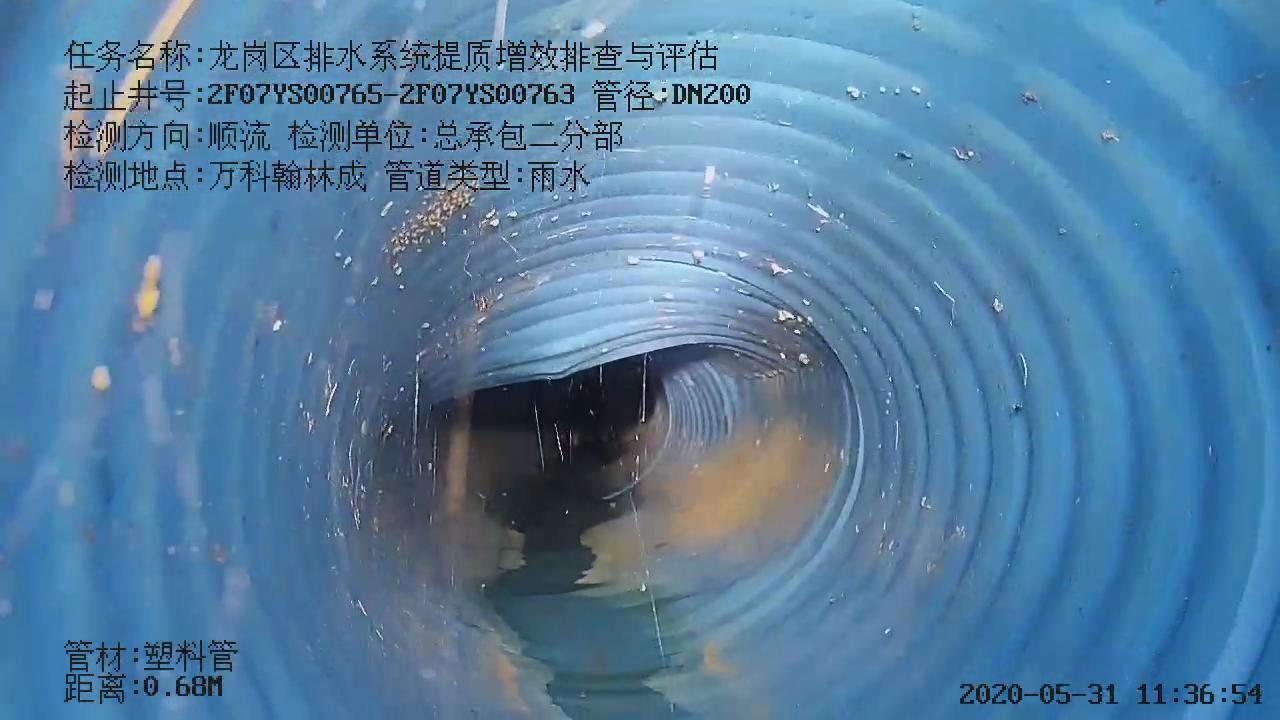 任务名称:龙岗区排水系统提质增效排查与评估
起止井号:2F07YS00765-2F07YS00763 管径:DN200
检测方向:顺流 检测单位:总承包二分部
检测地点:万科翰林成 管道类型:雨水
管材:塑料管
距离:0.68M
2020-05-31 11:36:54